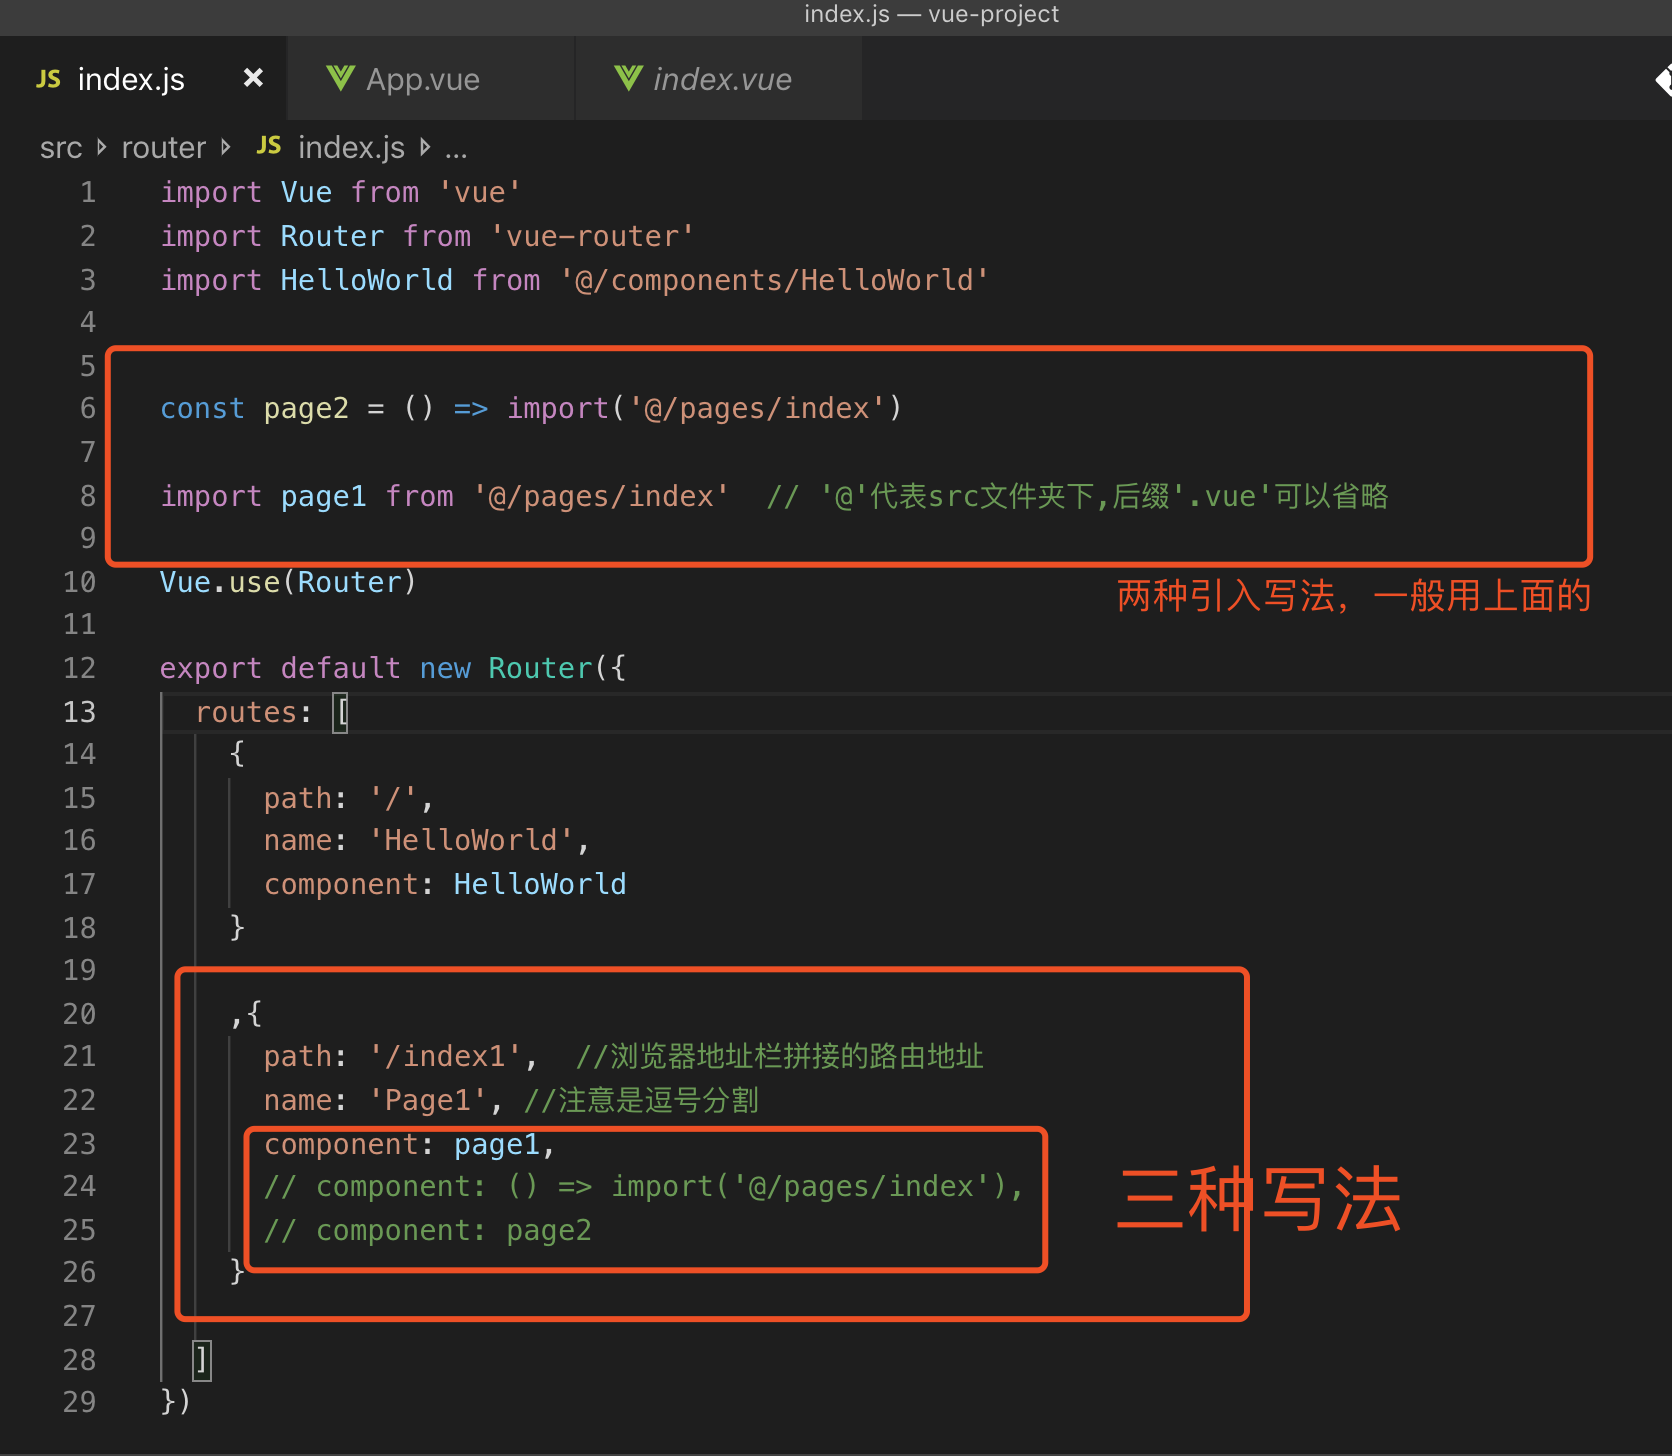 index.js — vue-project
JS index.js × App.vue index.vue
src router JS index.js ...
1 import Vue from 'vue'
2 import Router from 'vue-router'
3 import HelloWorld from '@/components/HelloWorld'
4
5
6 const page2 = () => import('@/pages/index')
7
8 import page1 from '@/pages/index' // '@'代表src文件夹下,后缀'.vue'可以省略
9
10 Vue.use(Router)
两种引入写法，一般用上面的
11
12 export default new Router({
13 routes: [
14 {
15 path: '/',
16 name: 'HelloWorld',
17 component: HelloWorld
18 }
19
20 ,{
21 path: '/index1', //浏览器地址栏拼接的路由地址
22 name: 'Page1', //注意是逗号分割
23 component: page1,
24 // component: () => import('@/pages/index'),
三种写法
25 // component: page2
26 }
27
28 ]
29 })